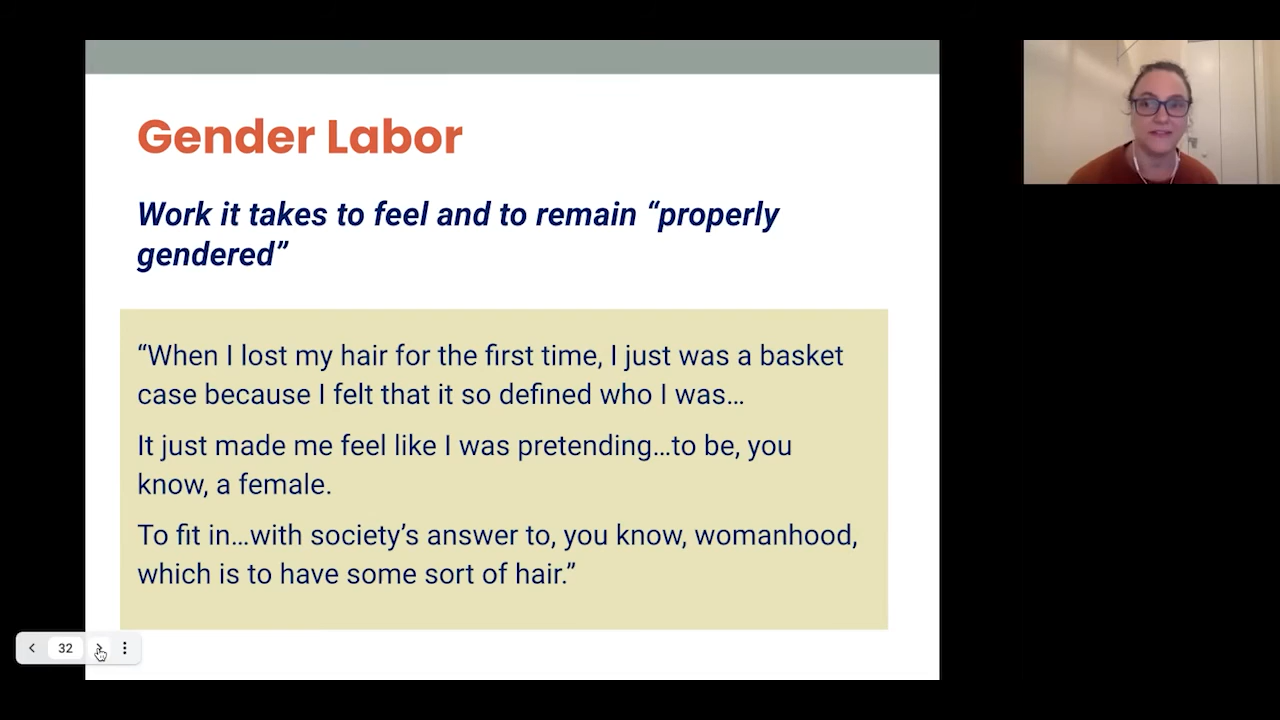 Gender Labor
Work it takes to feel and to remain “properly
gendered”
“When I lost my hair for the first time, I just was a basket
case because I felt that it so defined who I was…
It just made me feel like I was pretending…to be, you
know, a female.
To fit in…with society’s answer to, you know, womanhood,
which is to have some sort of hair.”
32